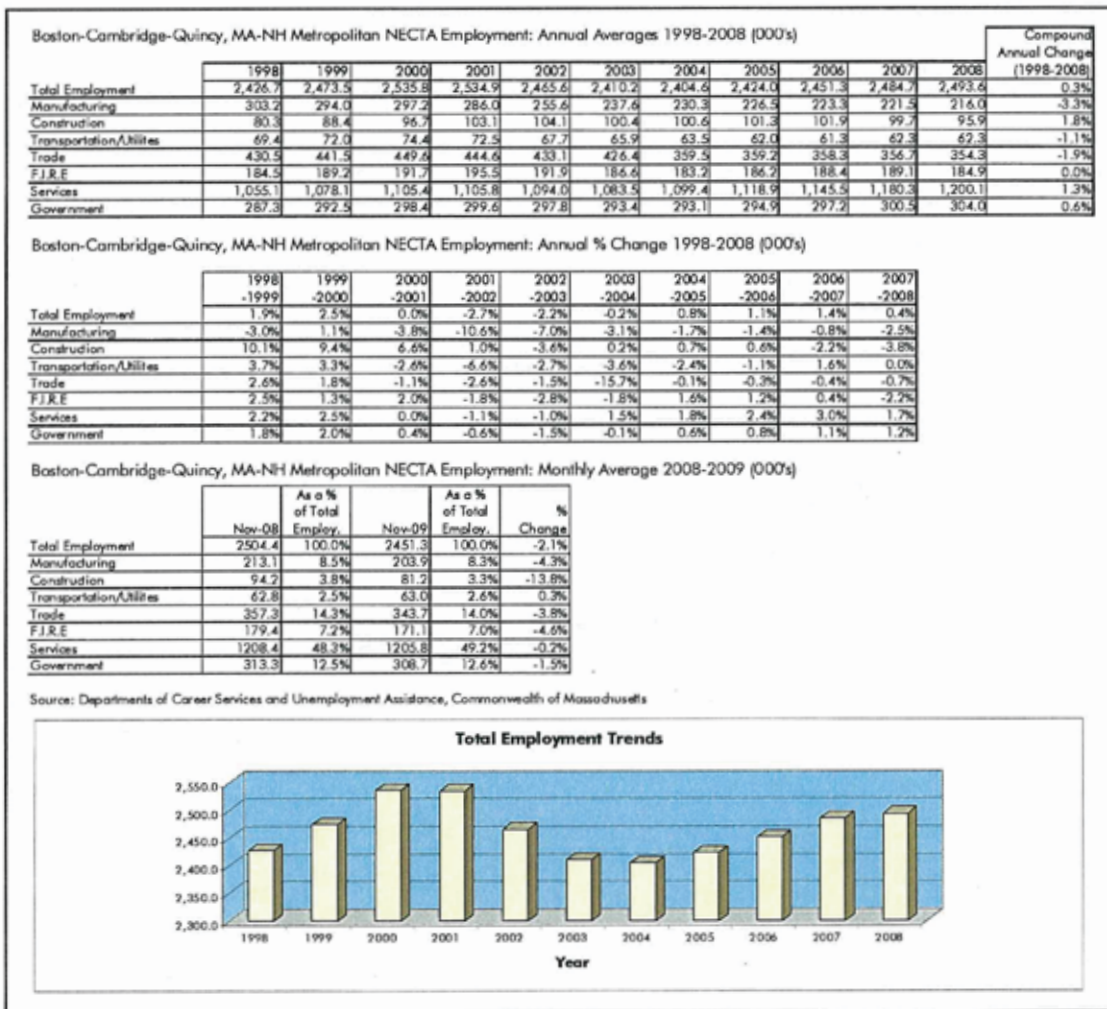 Boston-Cambridge-Quincy, MA-NH Metropolitan NECTA Employment: Annual Averages 1998-2008 (000's)
Compound
Annual Change
1998 1999 2000 2001 2002 2003 2004 2005 2006 2007 2008 (1998-2008)
Total Employment 2,426.7 2,473.5 2,535.8 2,534.9 2,465.6 2,410.2 2,404.6 2,424.0 2,451.3 2,484.7 2,493.6 0.3%
Manufacturing 303.2 294.0 297.2 286.0 255.6 237.6 230.3 226.5 223.3 221.5 216.0 -3.3%
Construction 80.3 88.4 96.7 103.1 104.1 100.4 100.6 101.3 101.9 99.7 95.9 1.8%
Transportation/Utilites 69.4 72.0 74.4 72.5 67.7 65.9 63.5 62.0 61.3 62.3 62.3 -1.1%
Trade 430.5 441.5 449.6 444.6 433.1 426.4 359.5 359.2 358.3 356.7 354.3 -1.9%
F.I.R.E 184.5 189.2 191.7 195.5 191.9 186.6 183.2 186.2 188.4 189.1 184.9 0.0%
Services 1,055.1 1,078.1 1,105.4 1,105.8 1,094.0 1,083.5 1,099.4 1,118.9 1,145.5 1,180.3 1,200.1 1.3%
Government 287.3 292.5 298.4 299.6 297.8 293.4 293.1 294.9 297.2 300.5 304.0 0.6%
Boston-Cambridge-Quincy, MA-NH Metropolitan NECTA Employment: Annual % Change 1998-2008 (000's)
1998 1999 2000 2001 2002 2003 2004 2005 2006 2007
-1999 -2000 -2001 -2002 -2003 -2004 -2005 -2006 -2007 -2008
Total Employment 1.9% 2.5% 0.0% -2.7% -2.2% -0.2% 0.8% 1.1% 1.4% 0.4%
Manufacturing -3.0% 1.1% -3.8% -10.6% -7.0% -3.1% -1.7% -1.4% -0.8% -2.5%
Construction 10.1% 9.4% 6.6% 1.0% -3.6% 0.2% 0.7% 0.6% -2.2% -3.8%
Transportation/Utilites 3.7% 3.3% -2.6% -6.6% -2.7% -3.6% -2.4% -1.1% 1.6% 0.0%
Trade 2.6% 1.8% -1.1% -2.6% -1.5% -15.7% -0.1% -0.3% -0.4% -0.7%
F.I.R.E 2.5% 1.3% 2.0% -1.8% -2.8% -1.8% 1.6% 1.2% 0.4% -2.2%
Services 2.2% 2.5% 0.0% -1.1% -1.0% 1.5% 1.8% 2.4% 3.0% 1.7%
Government 1.8% 2.0% 0.4% -0.6% -1.5% -0.1% 0.6% 0.8% 1.1% 1.2%
Boston-Cambridge-Quincy, MA-NH Metropolitan NECTA Employment: Monthly Average 2008-2009 (000's)
As a % As a %
of Total of Total %
Nov-08 Employ. Nov-09 Employ. Change
Total Employment 2504.4 100.0% 2451.3 100.0% -2.1%
Manufacturing 213.1 8.5% 203.9 8.3% -4.3%
Construction 94.2 3.8% 81.2 3.3% -13.8%
Transportation/Utilites 62.8 2.5% 63.0 2.6% 0.3%
Trade 357.3 14.3% 343.7 14.0% -3.8%
F.I.R.E 179.4 7.2% 171.1 7.0% -4.6%
Services 1208.4 48.3% 1205.8 49.2% -0.2%
Government 313.3 12.5% 308.7 12.6% -1.5%
Source: Departments of Career Services and Unemployment Assistance, Commonwealth of Massachusetts
Total Employment Trends
2,550.0
2,500.0
2,450.0
2,400.0
2,350.0
2,300.0
1998 1999 2000 2001 2002 2003 2004 2005 2006 2007 2008
Year